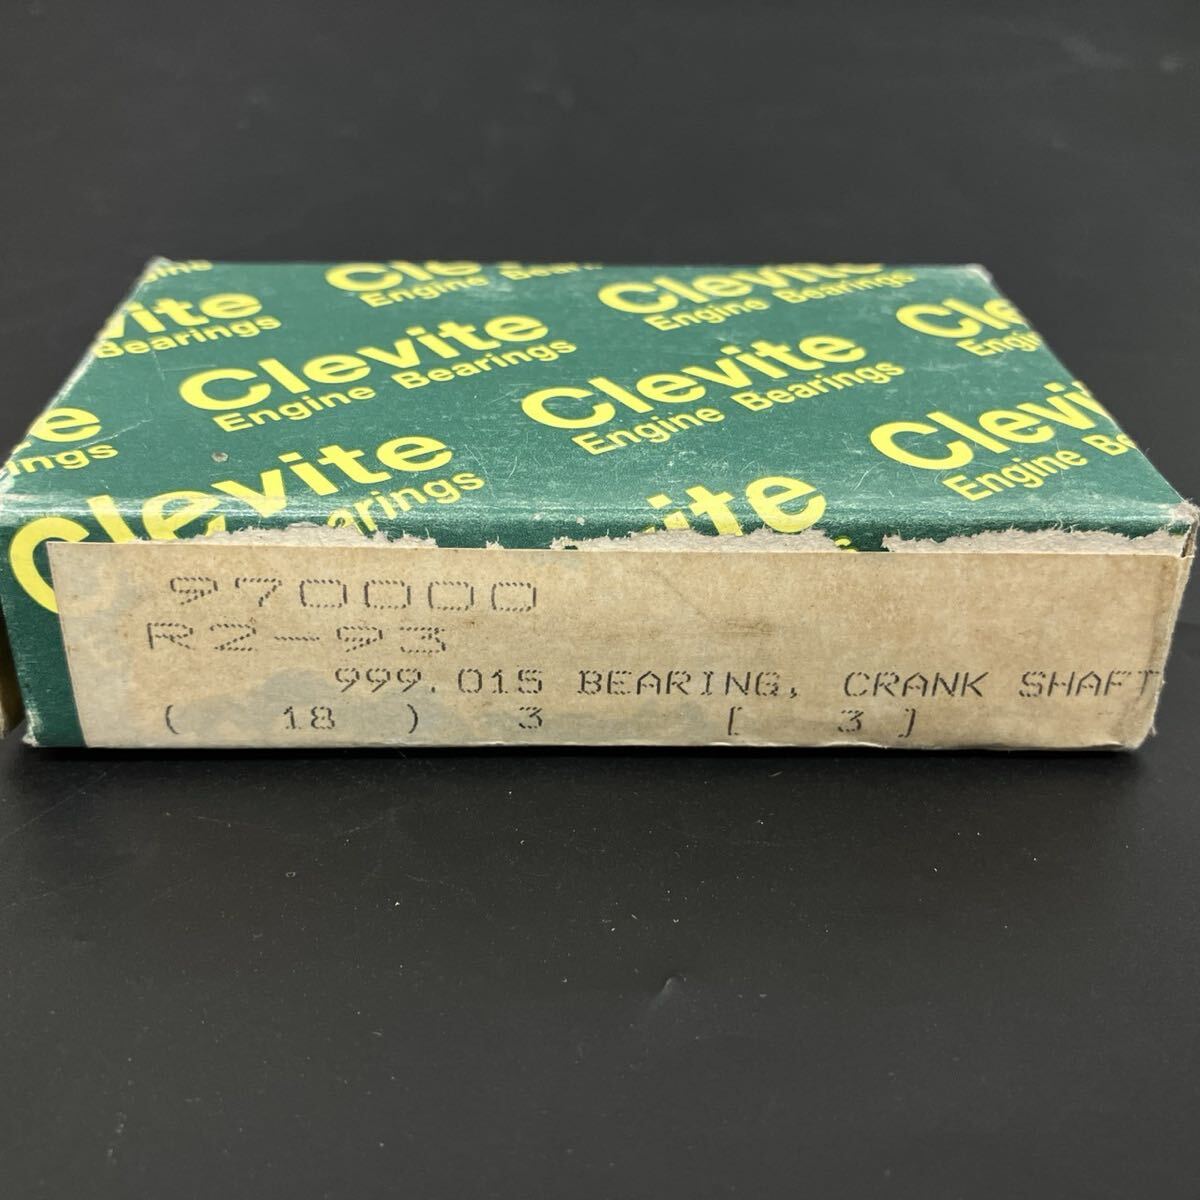 Clevite
Engine Bearings
Clevite
Engine Bearings
Clevite
Engine Bearings
Clevite
Engine Bearings
Clevite
Engine Bearings
Clevite
970000
R2-93
999.015 BEARING, CRANK SHAFT
( 18 ) 3 [ 3 ]